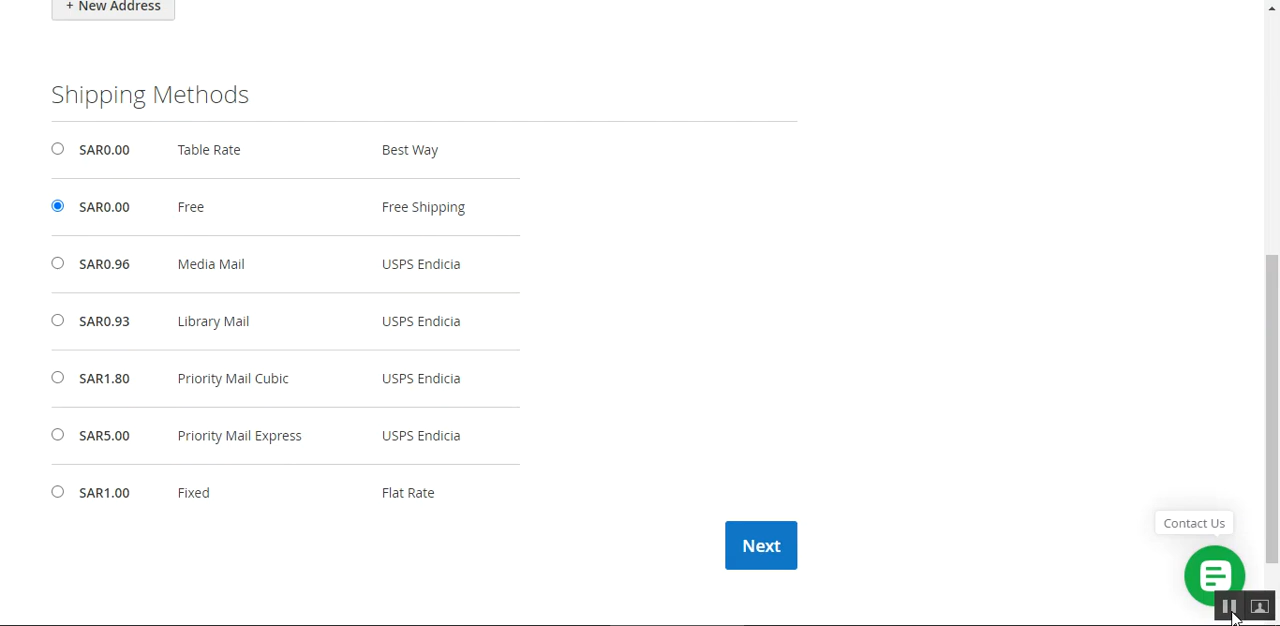 + New Address
Shipping Methods
SAR0.00 Table Rate Best Way
SAR0.00 Free Free Shipping
SAR0.96 Media Mail USPS Endicia
SAR0.93 Library Mail USPS Endicia
SAR1.80 Priority Mail Cubic USPS Endicia
SAR5.00 Priority Mail Express USPS Endicia
SAR1.00 Fixed Flat Rate
Contact Us
Next